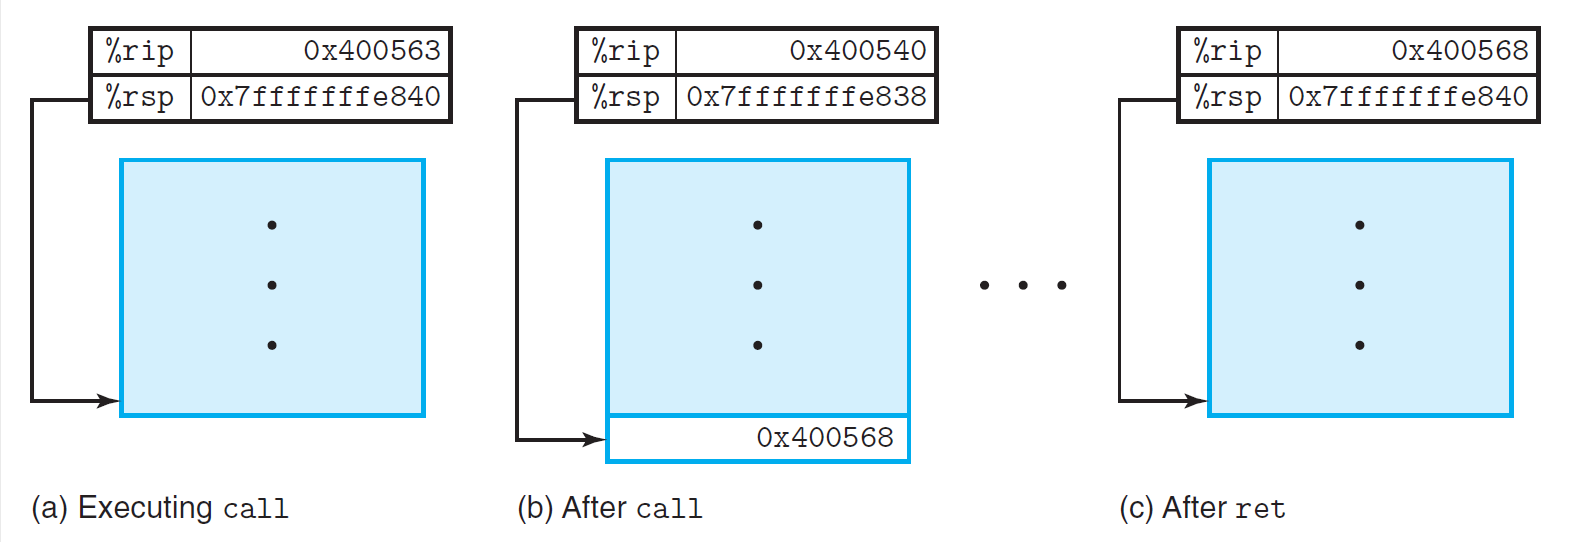 %rip 0x400563
%rsp 0x7fffffffe840
(a) Executing call
%rip 0x400540
%rsp 0x7fffffffe838
0x400568
(b) After call
%rip 0x400568
%rsp 0x7fffffffe840
(c) After ret